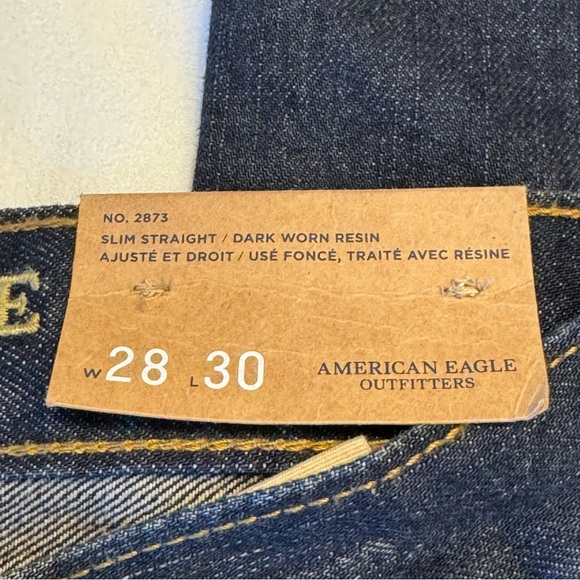 NO. 2873
SLIM STRAIGHT / DARK WORN RESIN
AJUSTÉ ET DROIT / USÉ FONCÉ, TRAITÉ AVEC RÉSINE
E
W 28 L 30
AMERICAN EAGLE
OUTFITTERS